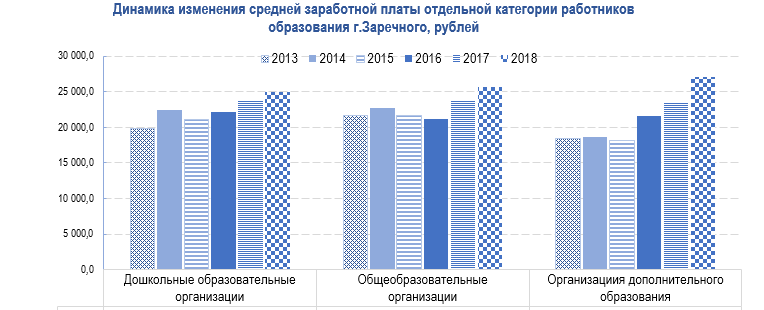 Динамика изменения средней заработной платы отдельной категории работников
образования г.Заречного, рублей
30 000,0
2013 2014 2015 2016 2017 2018
25 000,0
20 000,0
15 000,0
10 000,0
5 000,0
0,0
Дошкольные образовательные
организации
Общеобразовательные
организации
Организациия дополнительного
образования